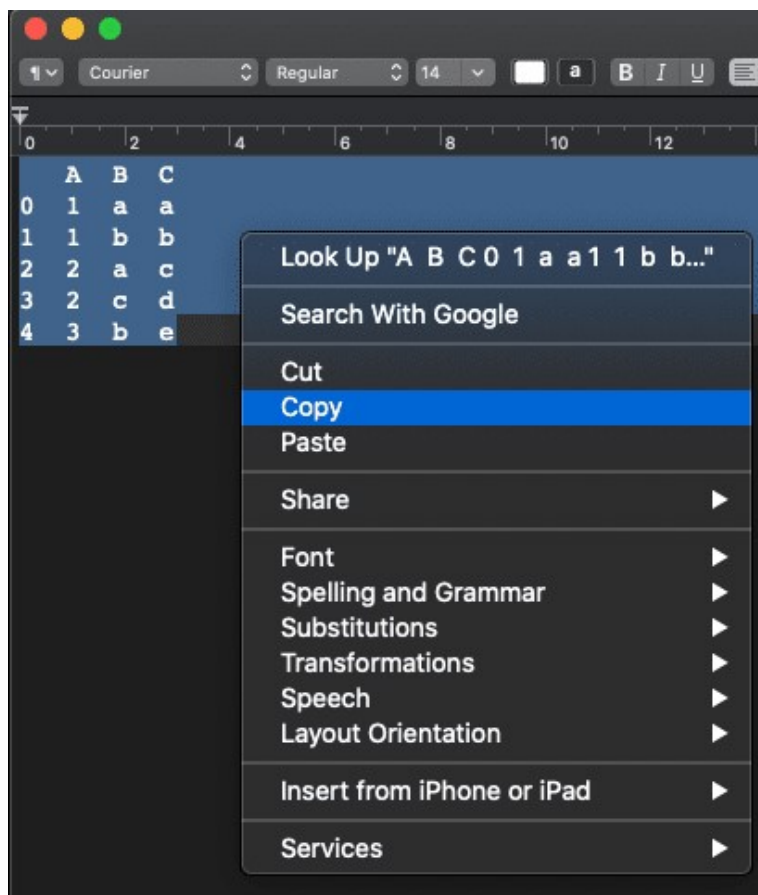 ¶ Courier Regular 14 a B I U
0 2 4 6 8 10 12
A B C
0 1 a a
1 1 b b
2 2 a c
3 2 c d
4 3 b e
Look Up "A B C 0 1 a a1 1 b b..."
Search With Google
Cut
Copy
Paste
Share
Font
Spelling and Grammar
Substitutions
Transformations
Speech
Layout Orientation
Insert from iPhone or iPad
Services